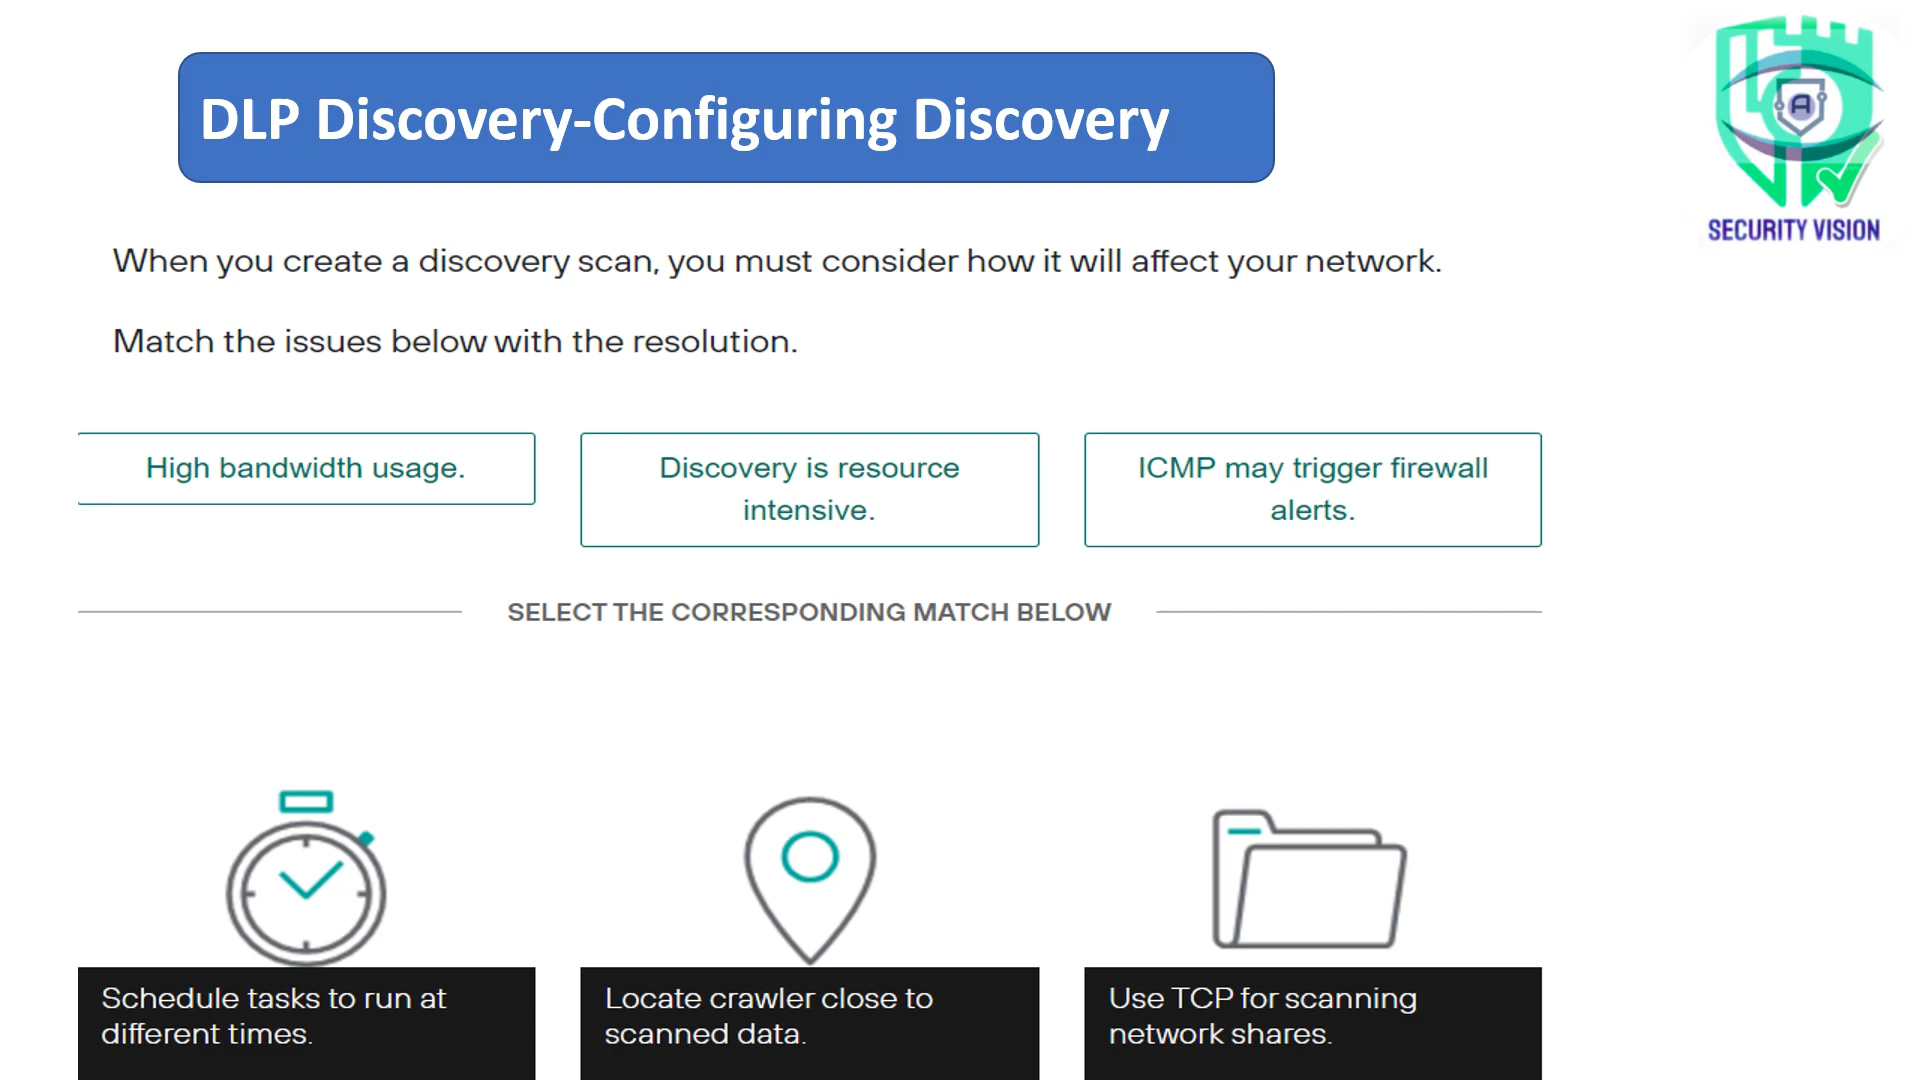 DLP Discovery-Configuring Discovery
A
SECURITY VISION
When you create a discovery scan, you must consider how it will affect your network.
Match the issues below with the resolution.
High bandwidth usage.
Discovery is resource
intensive.
ICMP may trigger firewall
alerts.
SELECT THE CORRESPONDING MATCH BELOW
Schedule tasks to run at
different times.
Locate crawler close to
scanned data.
Use TCP for scanning
network shares.